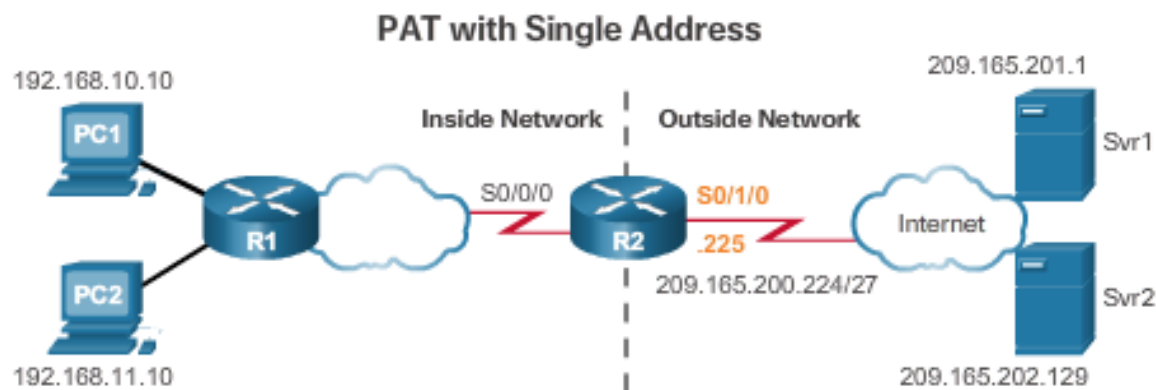 PAT with Single Address
192.168.10.10
209.165.201.1
PC1
Inside Network
Outside Network
Svr1
S0/0/0
S0/1/0
R1
R2
Internet
.225
209.165.200.224/27
PC2
Svr2
192.168.11.10
209.165.202.129